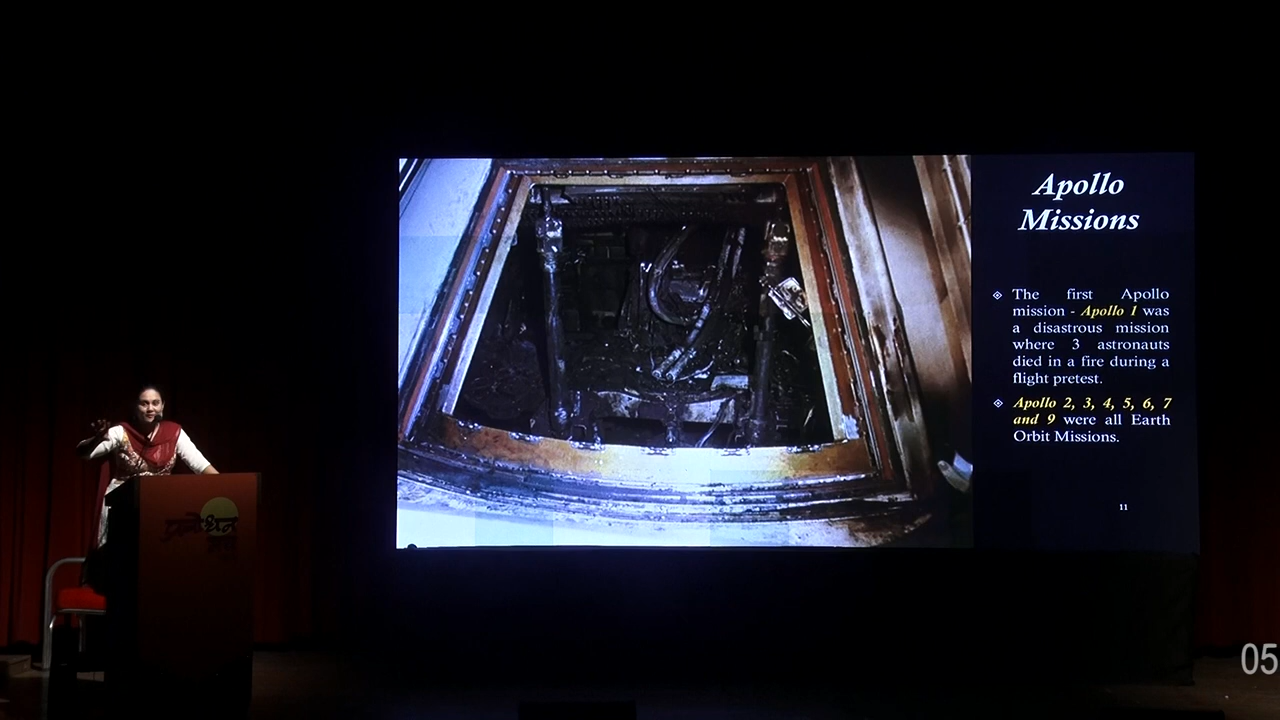 Apollo
Missions
The first Apollo
mission - Apollo 1 was
a disastrous mission
where 3 astronauts
died in a fire during a
flight pretest.
Apollo 2, 3, 4, 5, 6, 7
and 9 were all Earth
Orbit Missions.
11
05